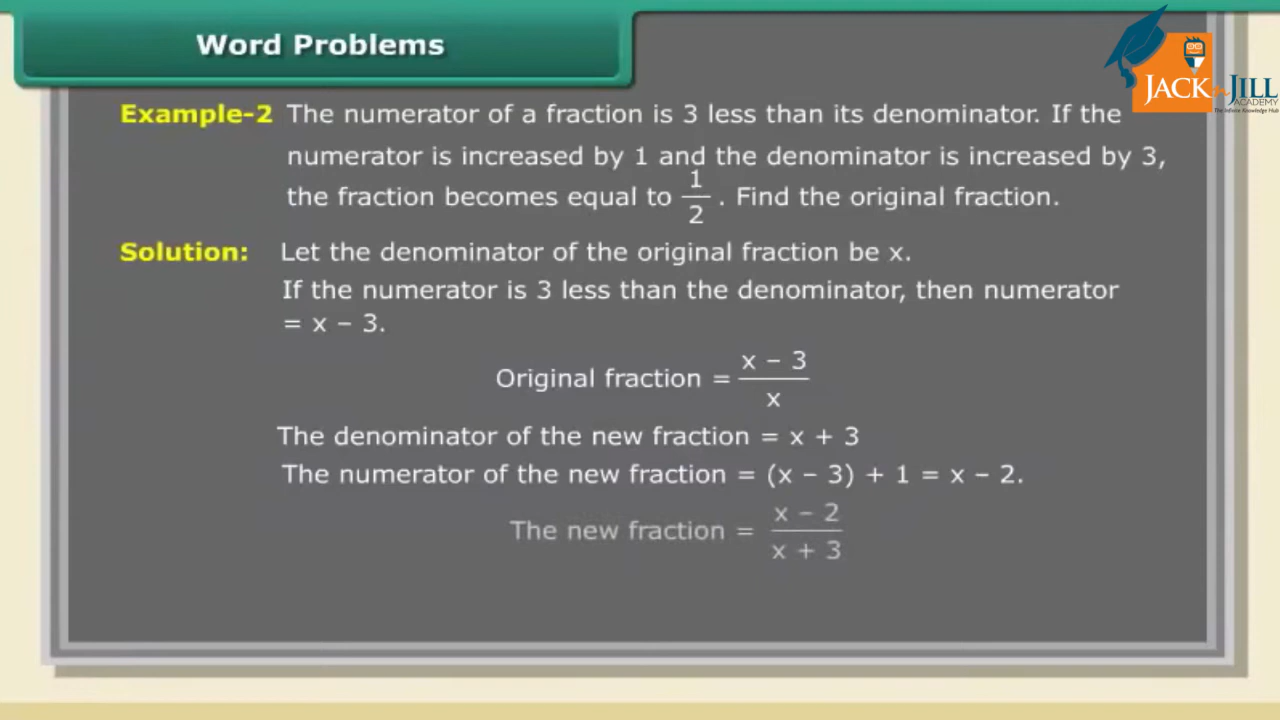 Word Problems
JACK n JILL
ACADEMY
The Infinite Knowledge Hub
Example-2 The numerator of a fraction is 3 less than its denominator. If the
numerator is increased by 1 and the denominator is increased by 3,
the fraction becomes equal to 1/2 . Find the original fraction.
Solution: Let the denominator of the original fraction be x.
If the numerator is 3 less than the denominator, then numerator
= x – 3.
Original fraction = (x – 3)/x
The denominator of the new fraction = x + 3
The numerator of the new fraction = (x – 3) + 1 = x – 2.
The new fraction = (x – 2)/(x + 3)